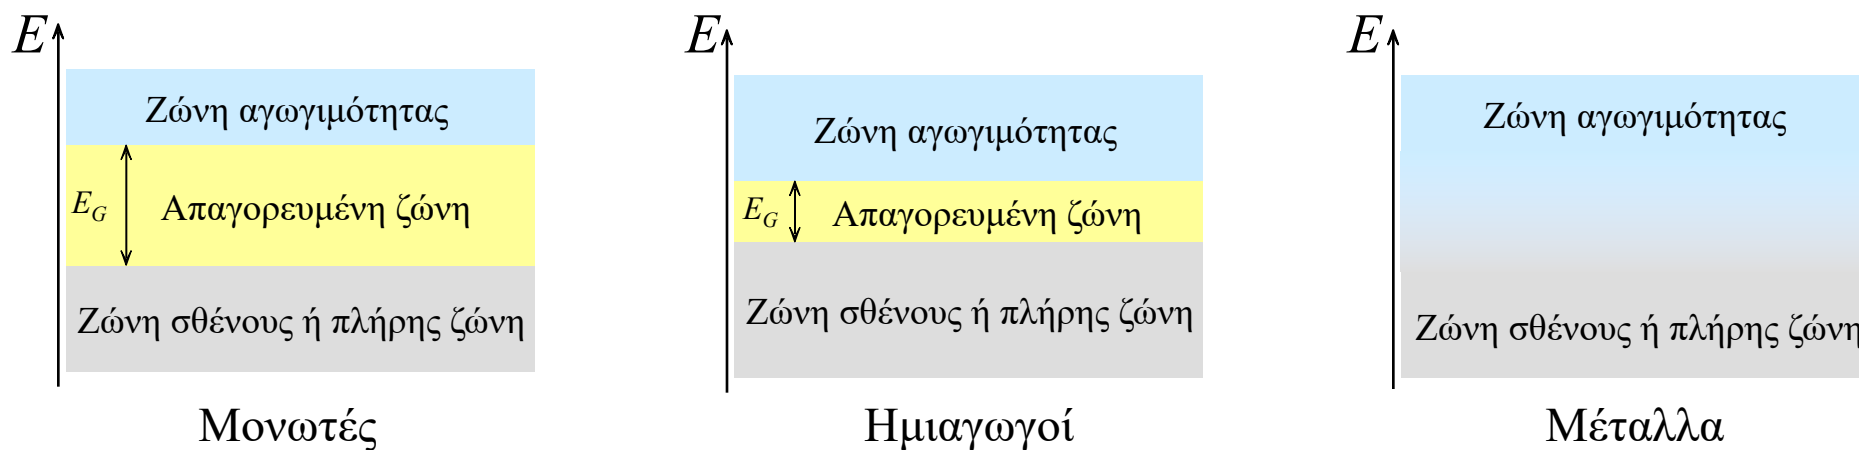 E
Ζώνη αγωγιμότητας
E_G
Απαγορευμένη ζώνη
Ζώνη σθένους ή πλήρης ζώνη
Μονωτές
E
Ζώνη αγωγιμότητας
E_G
Απαγορευμένη ζώνη
Ζώνη σθένους ή πλήρης ζώνη
Ημιαγωγοί
E
Ζώνη αγωγιμότητας
Ζώνη σθένους ή πλήρης ζώνη
Μέταλλα